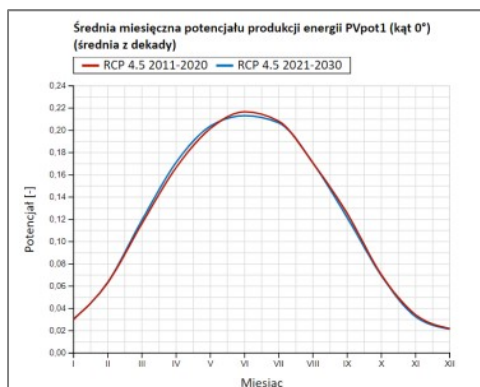 Średnia miesięczna potencjału produkcji energii PVpot1 (kąt 0°)
(średnia z dekady)
RCP 4.5 2011-2020 RCP 4.5 2021-2030
0,24
0,22
0,20
0,18
0,16
0,14
0,12
0,10
0,08
0,06
0,04
0,02
0,00
Potencjał [-]
I II III IV V VI VII VIII IX X XI XII
Miesiąc